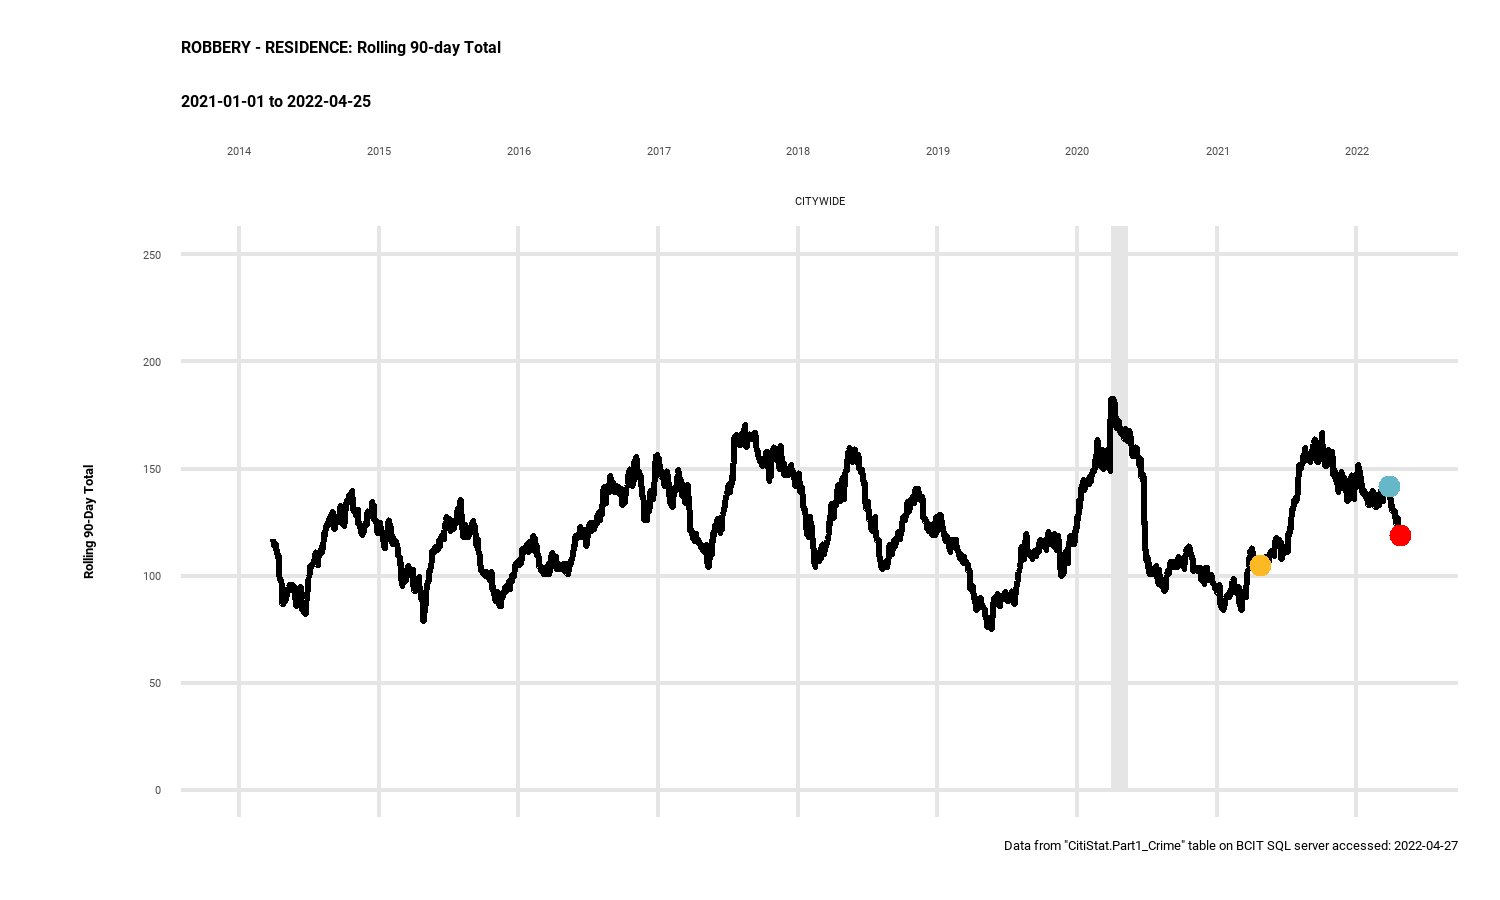 ROBBERY - RESIDENCE: Rolling 90-day Total
2021-01-01 to 2022-04-25
2014 2015 2016 2017 2018 2019 2020 2021 2022
CITYWIDE
250
200
150
100
50
0
Rolling 90-Day Total
Data from "CitiStat.Part1_Crime" table on BCIT SQL server accessed: 2022-04-27